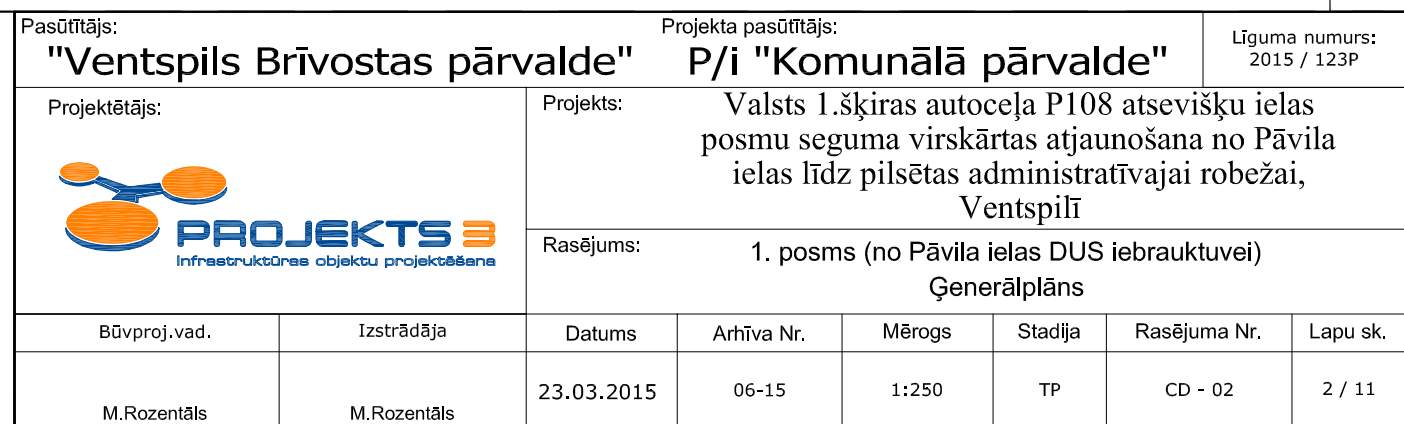 Pasūtītājs:
"Ventspils Brīvostas pārvalde"
Projekta pasūtītājs:
P/i "Komunālā pārvalde"
Līguma numurs:
2015 / 123P
Projektētājs:
PROJEKTS 3
Infrastruktūras objektu projektēšana
Projekts:
Valsts 1.šķiras autoceļa P108 atsevišķu ielas
posmu seguma virskārtas atjaunošana no Pāvila
ielas līdz pilsētas administratīvajai robežai,
Ventspilī
Rasējums:
1. posms (no Pāvila ielas DUS iebrauktuvei)
Ģenerālplāns
Būvproj.vad. Izstrādāja Datums Arhīva Nr. Mērogs Stadija Rasējuma Nr. Lapu sk.
M.Rozentāls M.Rozentāls 23.03.2015 06-15 1:250 TP CD - 02 2 / 11